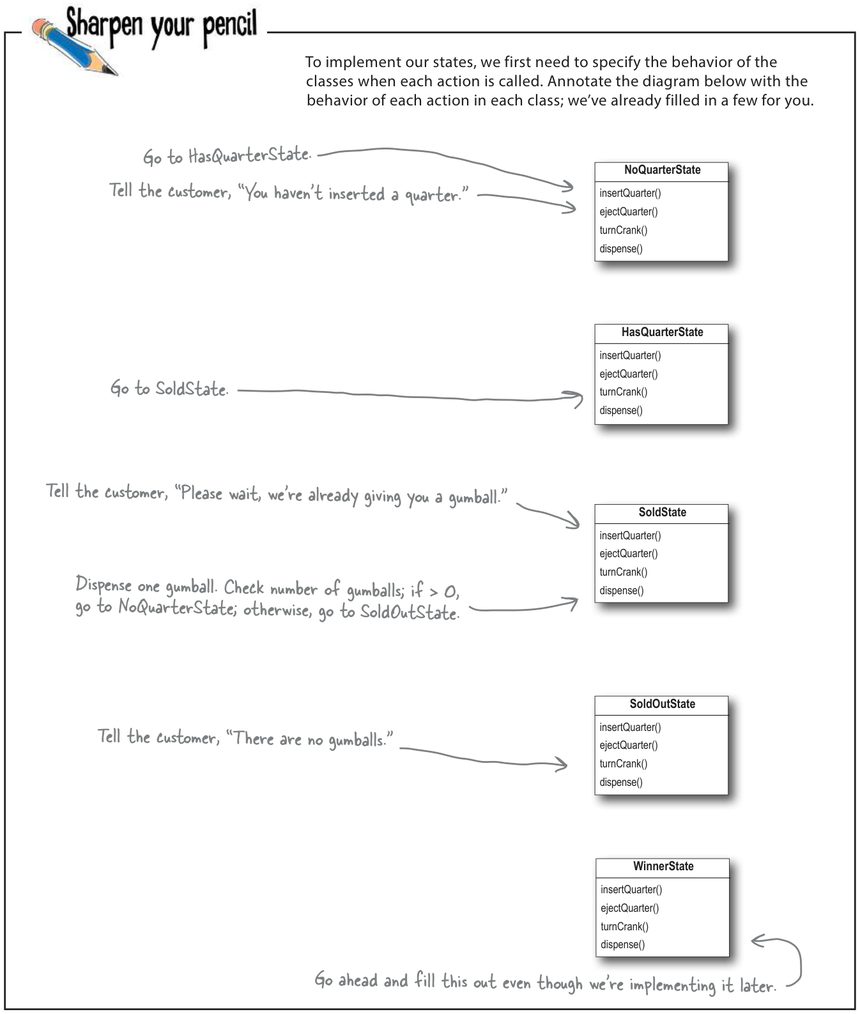 Sharpen your pencil
To implement our states, we first need to specify the behavior of the
classes when each action is called. Annotate the diagram below with the
behavior of each action in each class; we've already filled in a few for you.
Go to HasQuarterState.
Tell the customer, "You haven't inserted a quarter."
NoQuarterState
insertQuarter()
ejectQuarter()
turnCrank()
dispense()
Go to SoldState.
HasQuarterState
insertQuarter()
ejectQuarter()
turnCrank()
dispense()
Tell the customer, "Please wait, we're already giving you a gumball."
Dispense one gumball. Check number of gumballs; if > 0,
go to NoQuarterState; otherwise, go to SoldOutState.
SoldState
insertQuarter()
ejectQuarter()
turnCrank()
dispense()
Tell the customer, "There are no gumballs."
SoldOutState
insertQuarter()
ejectQuarter()
turnCrank()
dispense()
WinnerState
insertQuarter()
ejectQuarter()
turnCrank()
dispense()
Go ahead and fill this out even though we're implementing it later.